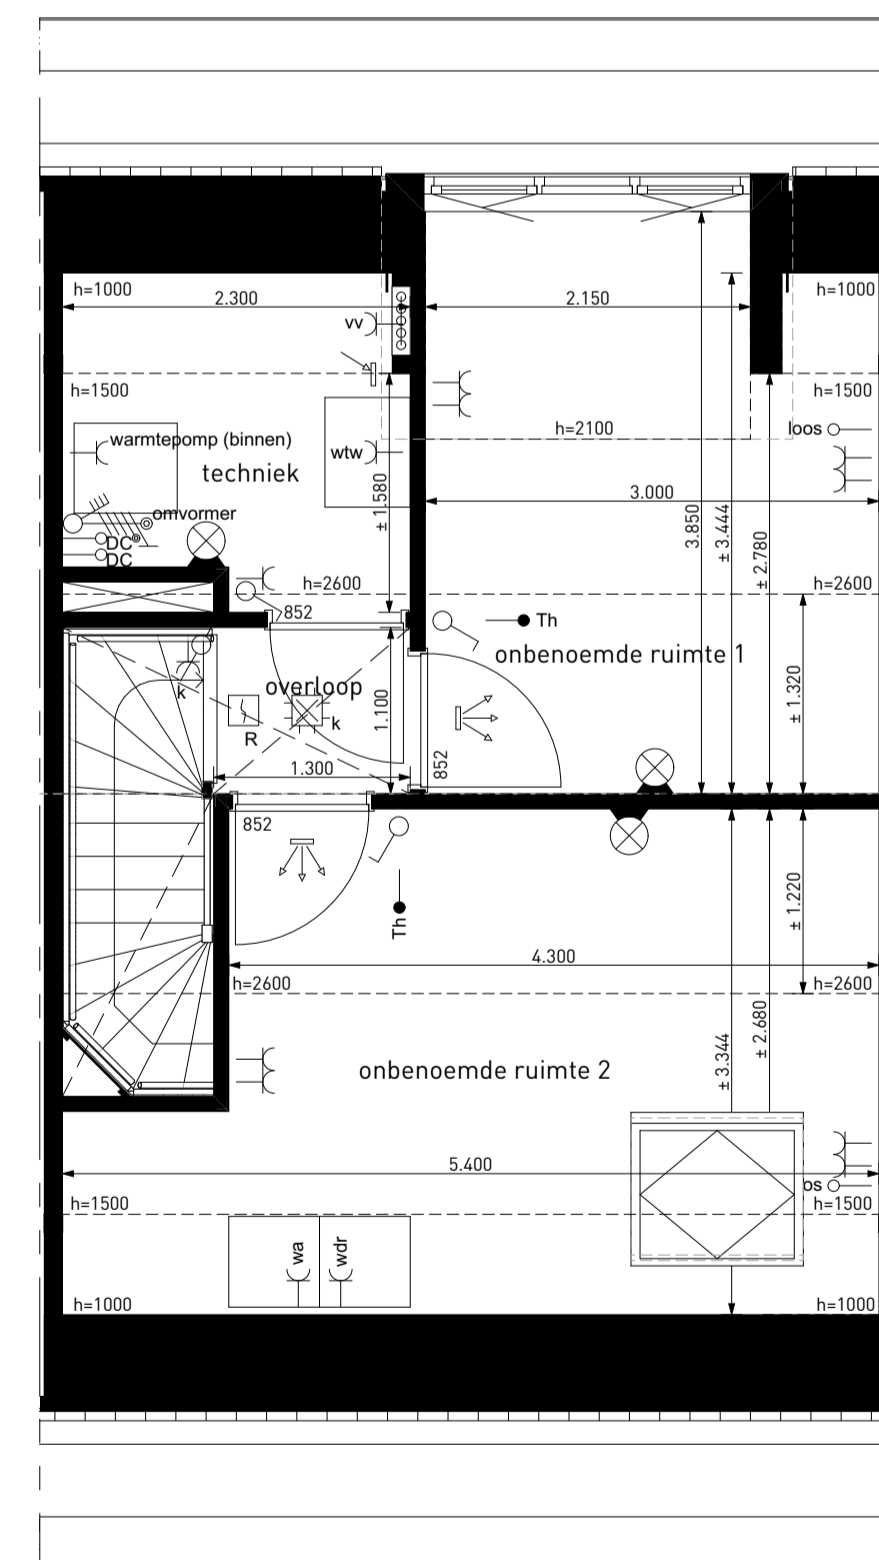 h=1000
2.300
2.150
h=1000
vv
h=1500
h=1500
warmtepomp (binnen)
techniek
wtw
h=2100
loos
± 1.580
3.000
3.850
± 3.444
± 2.780
omvormer
DC
DC
h=2600
h=2600
852
Th
onbenoemde ruimte 1
overloop
k
k
R
1.100
± 1.320
1.300
852
852
Th
± 1.220
4.300
h=2600
h=2600
± 3.344
± 2.680
onbenoemde ruimte 2
5.400
os
h=1500
h=1500
wa
wdr
h=1000
h=1000